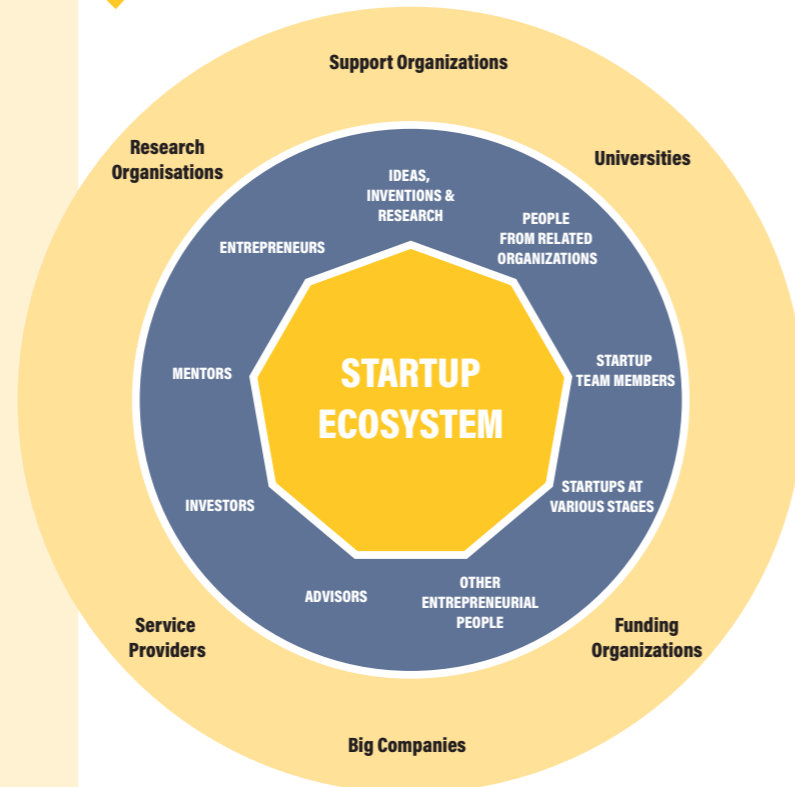 Support Organizations
Research
Organisations
Universities
IDEAS,
INVENTIONS &
RESEARCH
PEOPLE
FROM RELATED
ORGANIZATIONS
ENTREPRENEURS
MENTORS
STARTUP
ECOSYSTEM
STARTUP
TEAM MEMBERS
INVESTORS
STARTUPS AT
VARIOUS STAGES
ADVISORS
OTHER
ENTREPRENEURIAL
PEOPLE
Service
Providers
Funding
Organizations
Big Companies